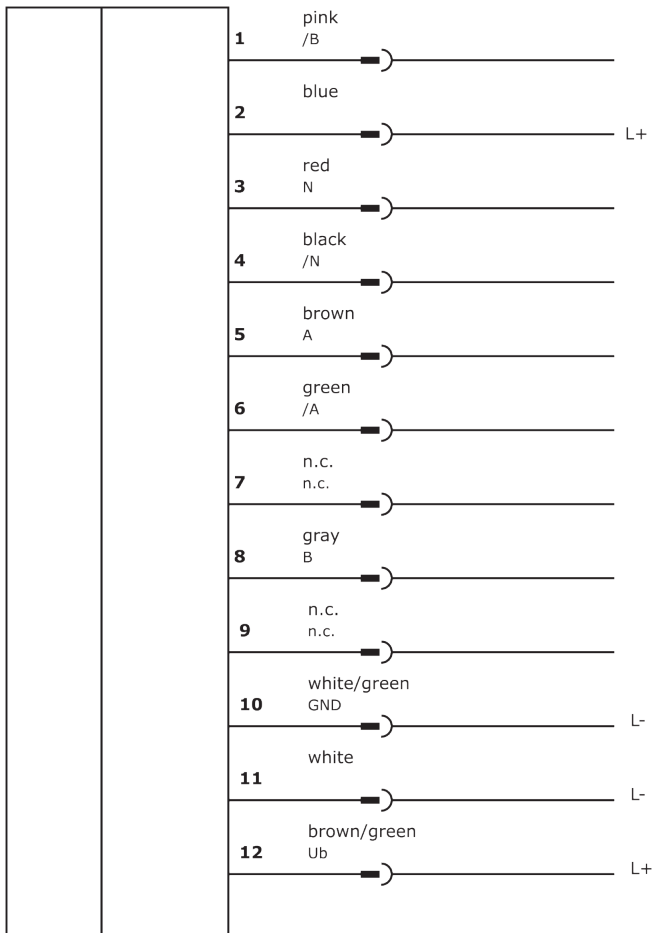 pink
1 /B
blue
2
L+
red
3 N
black
4 /N
brown
5 A
green
6 /A
n.c.
7 n.c.
gray
8 B
n.c.
9 n.c.
white/green
10 GND
L-
white
11
L-
brown/green
12 Ub
L+